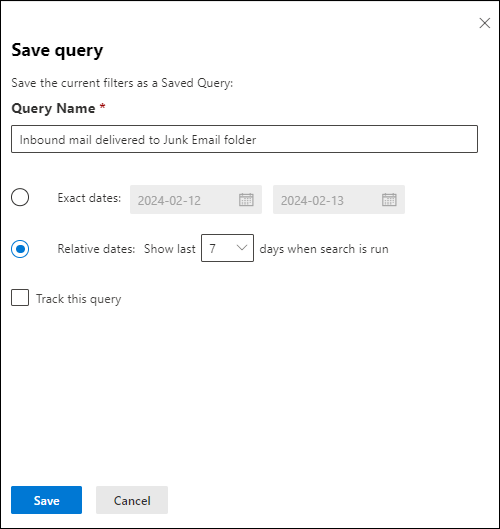 Save query
Save the current filters as a Saved Query:
Query Name *
Inbound mail delivered to Junk Email folder
Exact dates: 2024-02-12 2024-02-13
Relative dates: Show last 7 days when search is run
Track this query
Save Cancel